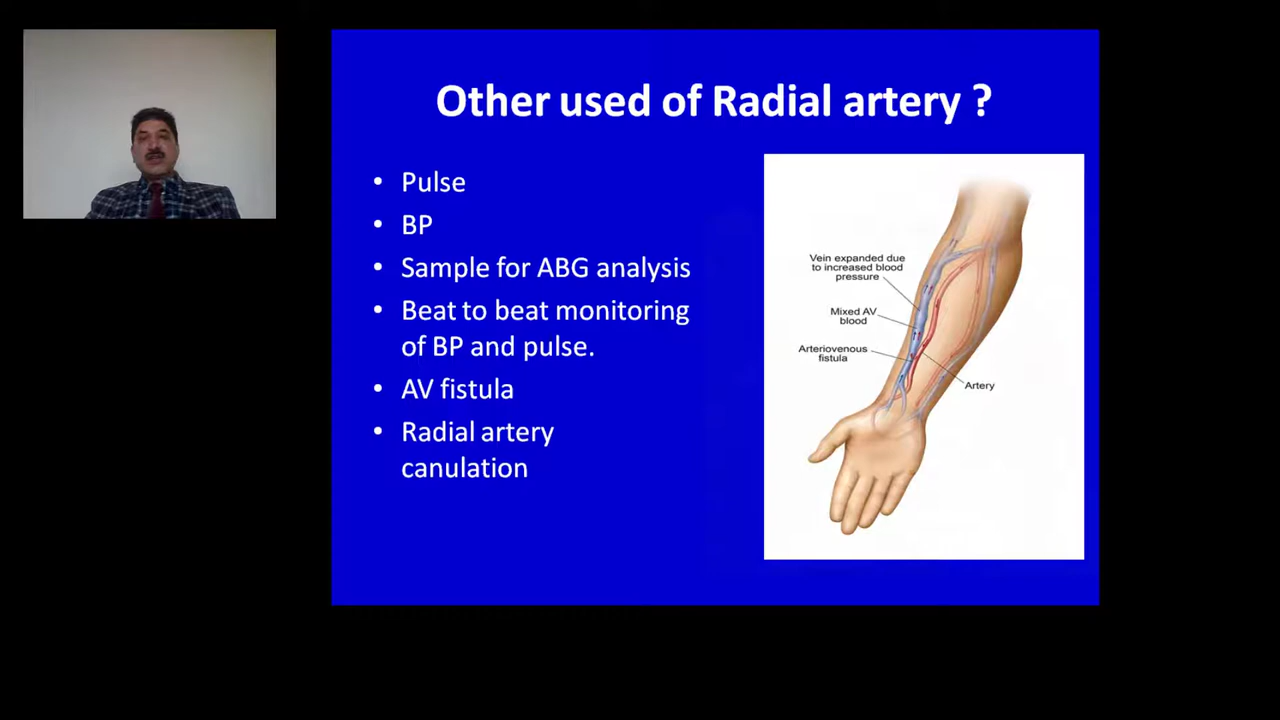 Other used of Radial artery ?
• Pulse
• BP
• Sample for ABG analysis
• Beat to beat monitoring
of BP and pulse.
• AV fistula
• Radial artery
canulation
Vein expanded due
to increased blood
pressure
Mixed AV
blood
Arteriovenous
fistula
Artery